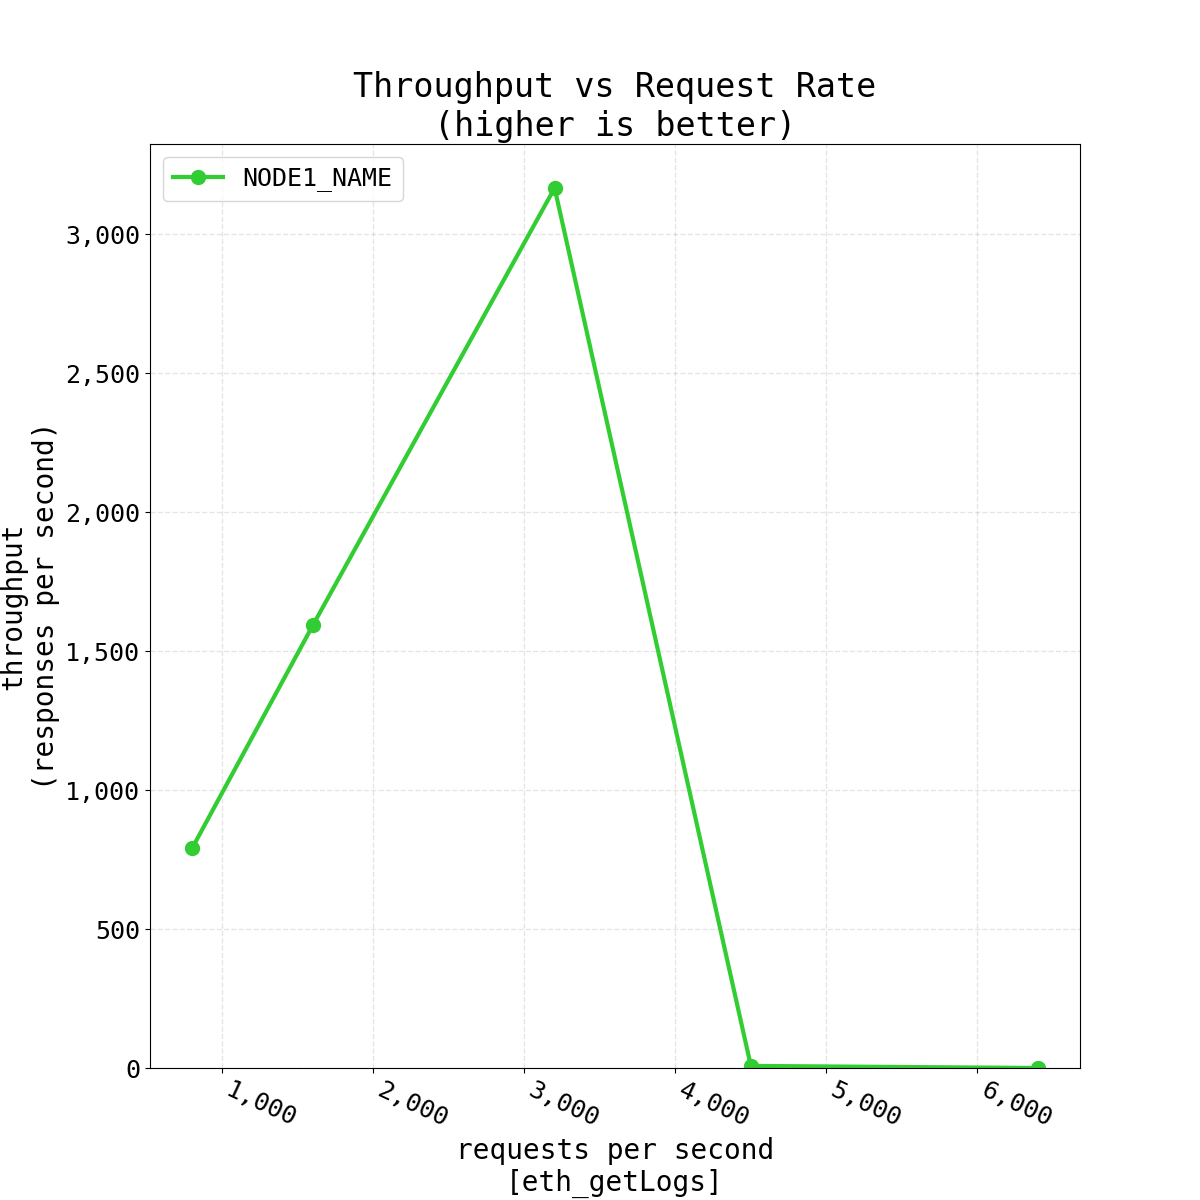 Throughput vs Request Rate
(higher is better)
NODE1_NAME
3,000
2,500
2,000
1,500
1,000
500
0
throughput
(responses per second)
1,000
2,000
3,000
4,000
5,000
6,000
requests per second
[eth_getLogs]